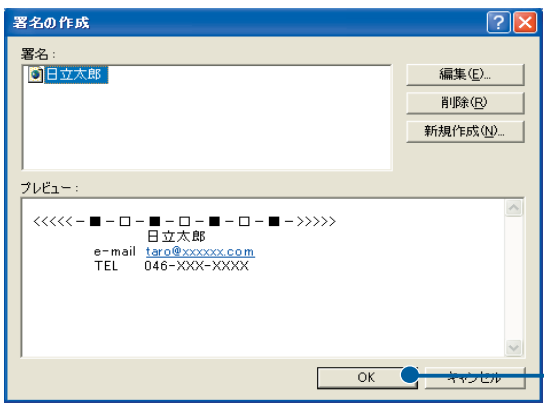 署名の作成
署名:
日立太郎
編集(E)...
削除(R)
新規作成(N)...
プレビュー:
<<<<<-■-□-■-□-■-□-■->>>>>
日立太郎
e-mail taro@xxxxxx.com
TEL 046-XXX-XXXX
OK
キャンセル